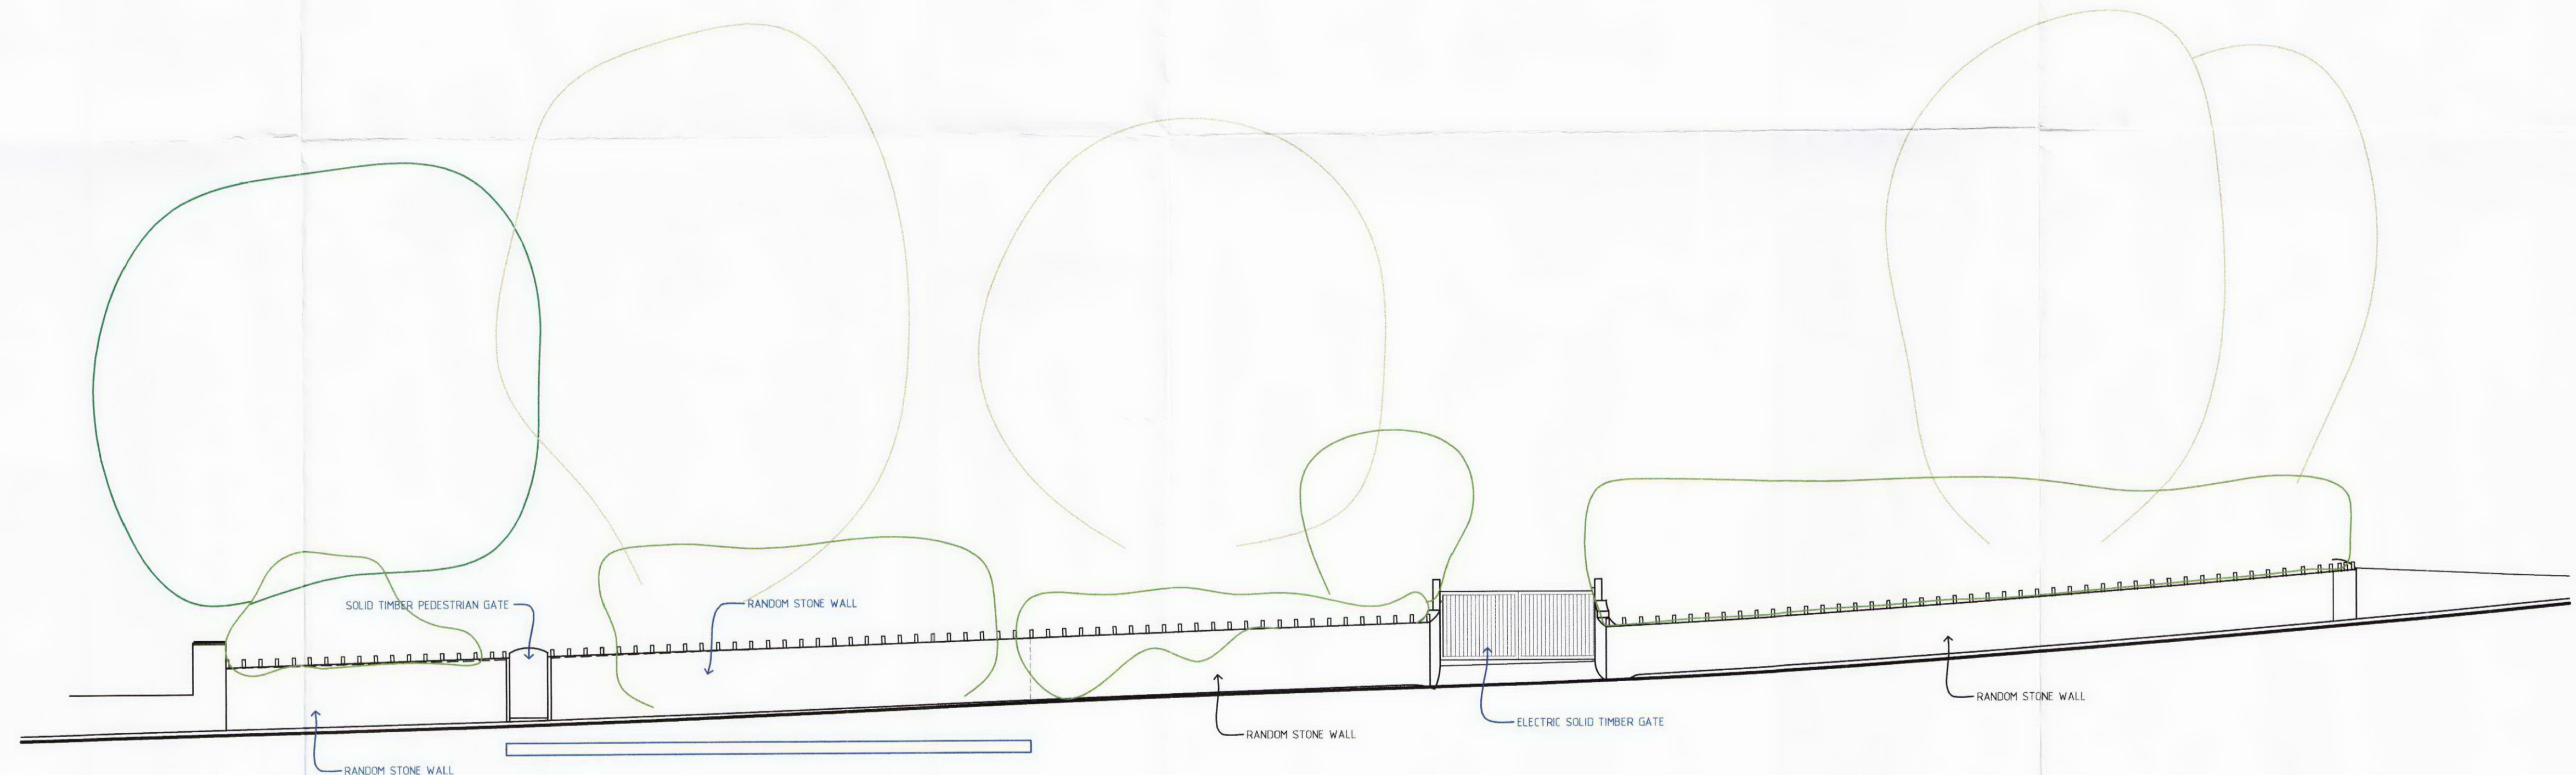 SOLID TIMBER PEDESTRIAN GATE
RANDOM STONE WALL
RANDOM STONE WALL
ELECTRIC SOLID TIMBER GATE
RANDOM STONE WALL
RANDOM STONE WALL